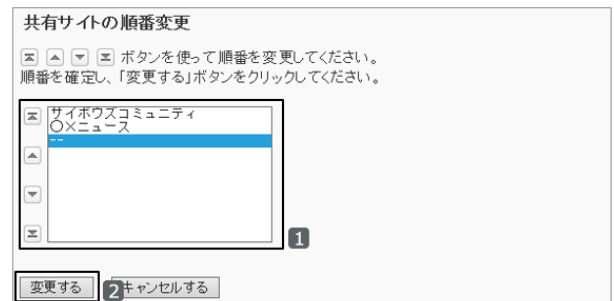 共有サイトの順番変更
ボタンを使って順番を変更してください。
順番を確定し、「変更する」ボタンをクリックしてください。
サイボウズコミュニティ
〇×ニュース
--
1
変更する
2
キャンセルする